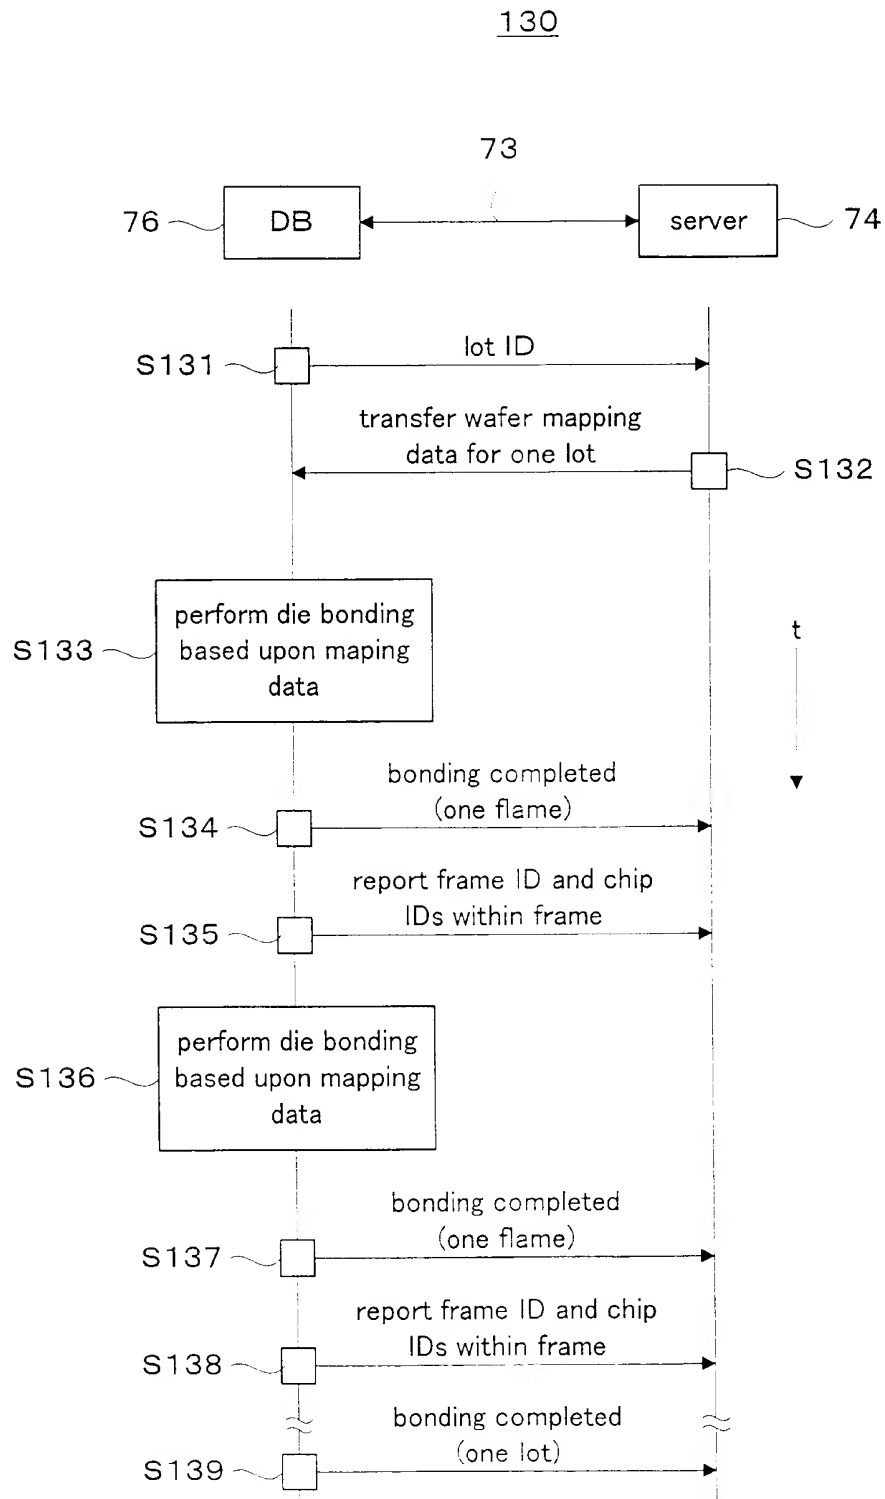 130
73
76
DB
server
74
S131
lot ID
transfer wafer mapping
data for one lot
S132
perform die bonding
based upon maping
data
S133
t
bonding completed
(one flame)
S134
report frame ID and chip
IDs within frame
S135
perform die bonding
based upon mapping
data
S136
bonding completed
(one flame)
S137
report frame ID and chip
IDs within frame
S138
bonding completed
(one lot)
S139